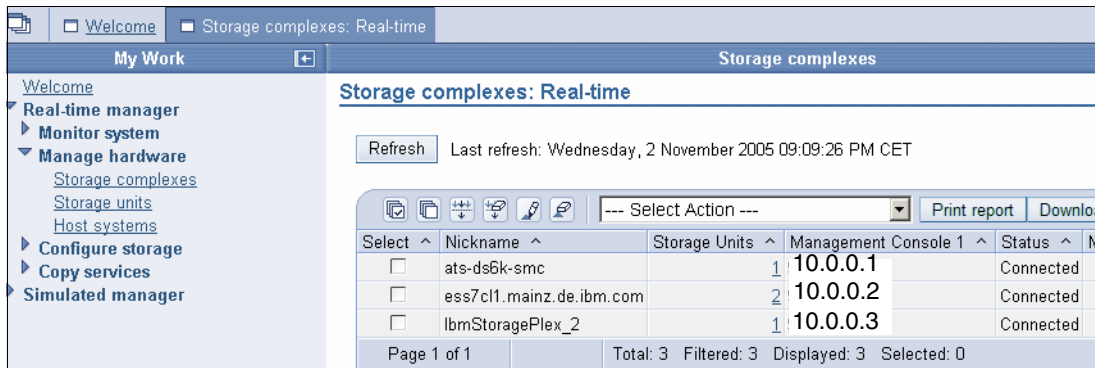 Welcome Storage complexes: Real-time
My Work Storage complexes
Welcome
Real-time manager
Monitor system
Manage hardware
Storage complexes
Storage units
Host systems
Configure storage
Copy services
Simulated manager
Storage complexes: Real-time
Refresh Last refresh: Wednesday, 2 November 2005 09:09:26 PM CET
--- Select Action --- Print report Downlo
Select ^ Nickname ^ Storage Units ^ Management Console 1 ^ Status ^ M
ats-ds6k-smc 1 10.0.0.1 Connected
ess7cl1.mainz.de.ibm.com 2 10.0.0.2 Connected
IbmStoragePlex_2 1 10.0.0.3 Connected
Page 1 of 1 Total: 3 Filtered: 3 Displayed: 3 Selected: 0